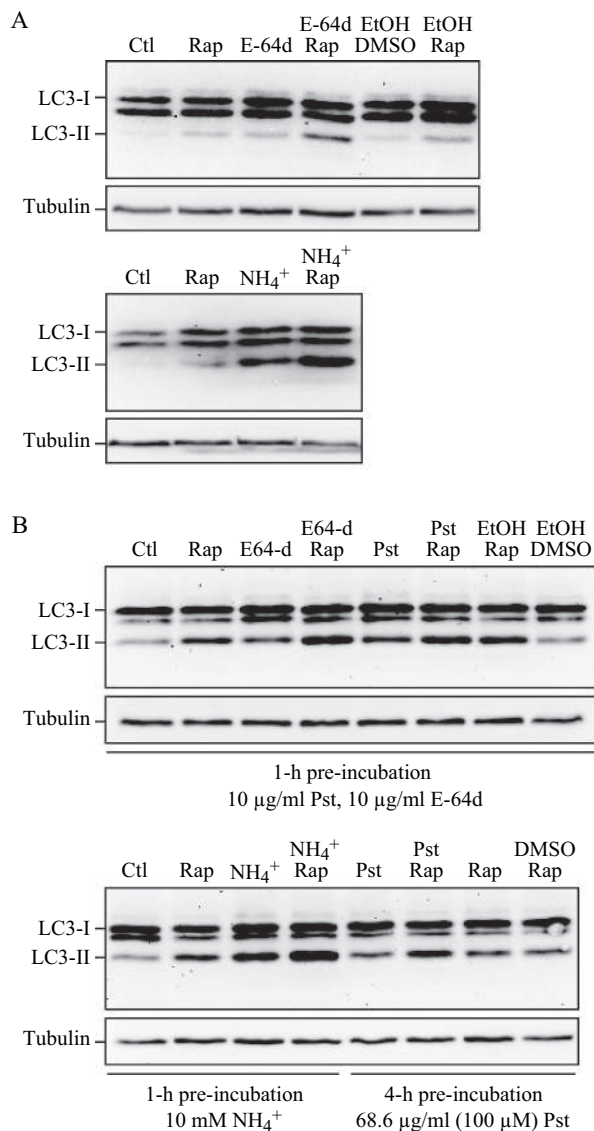 A
Ctl Rap E-64d E-64d Rap EtOH DMSO EtOH Rap
LC3-I
LC3-II
Tubulin
Ctl Rap NH4+ NH4+ Rap
LC3-I
LC3-II
Tubulin
B
Ctl Rap E64-d E64-d Rap Pst Pst Rap EtOH Rap EtOH DMSO
LC3-I
LC3-II
Tubulin
1-h pre-incubation
10 µg/ml Pst, 10 µg/ml E-64d
Ctl Rap NH4+ NH4+ Rap Pst Pst Rap Rap DMSO Rap
LC3-I
LC3-II
Tubulin
1-h pre-incubation
10 mM NH4+
4-h pre-incubation
68.6 µg/ml (100 µM) Pst